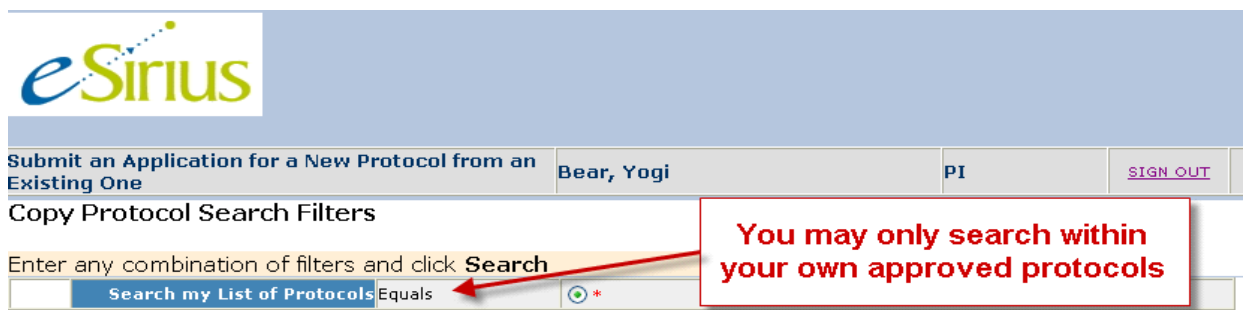 eSirius
Submit an Application for a New Protocol from an
Existing One
Bear, Yogi
PI
SIGN OUT
Copy Protocol Search Filters
You may only search within
your own approved protocols
Enter any combination of filters and click Search
Search my List of Protocols Equals *